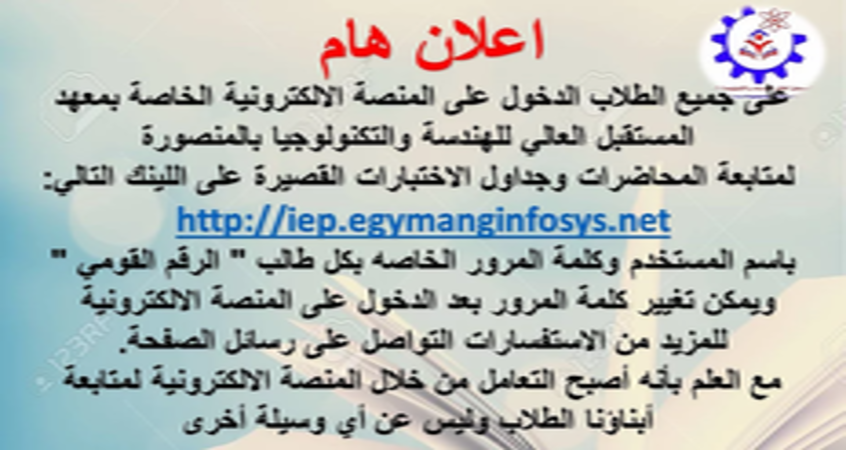 اعلان هام
على جميع الطلاب الدخول على المنصة الالكترونية الخاصة بمعهد
المستقبل العالي للهندسة والتكنولوجيا بالمنصورة
لمتابعة المحاضرات وجداول الاختبارات القصيرة على اللينك التالي:
http://iep.egymanginfosys.net
باسم المستخدم وكلمة المرور الخاصه بكل طالب " الرقم القومي "
ويمكن تغيير كلمة المرور بعد الدخول على المنصة الالكترونية
للمزيد من الاستفسارات التواصل على رسائل الصفحة.
مع العلم بأنه أصبح التعامل من خلال المنصة الالكترونية لمتابعة
أبناؤنا الطلاب وليس عن أي وسيلة أخرى
123RF